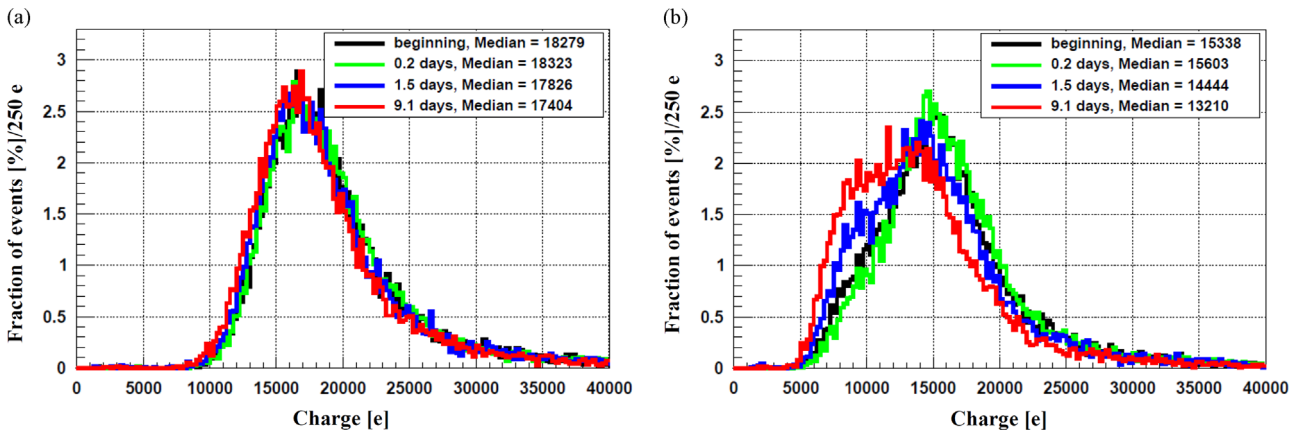 (a)
beginning, Median = 18279
0.2 days, Median = 18323
1.5 days, Median = 17826
9.1 days, Median = 17404
Fraction of events [%]/250 e
3
2.5
2
1.5
1
0.5
0
0 5000 10000 15000 20000 25000 30000 35000 40000
Charge [e]
(b)
beginning, Median = 15338
0.2 days, Median = 15603
1.5 days, Median = 14444
9.1 days, Median = 13210
Fraction of events [%]/250 e
3
2.5
2
1.5
1
0.5
0
0 5000 10000 15000 20000 25000 30000 35000 40000
Charge [e]